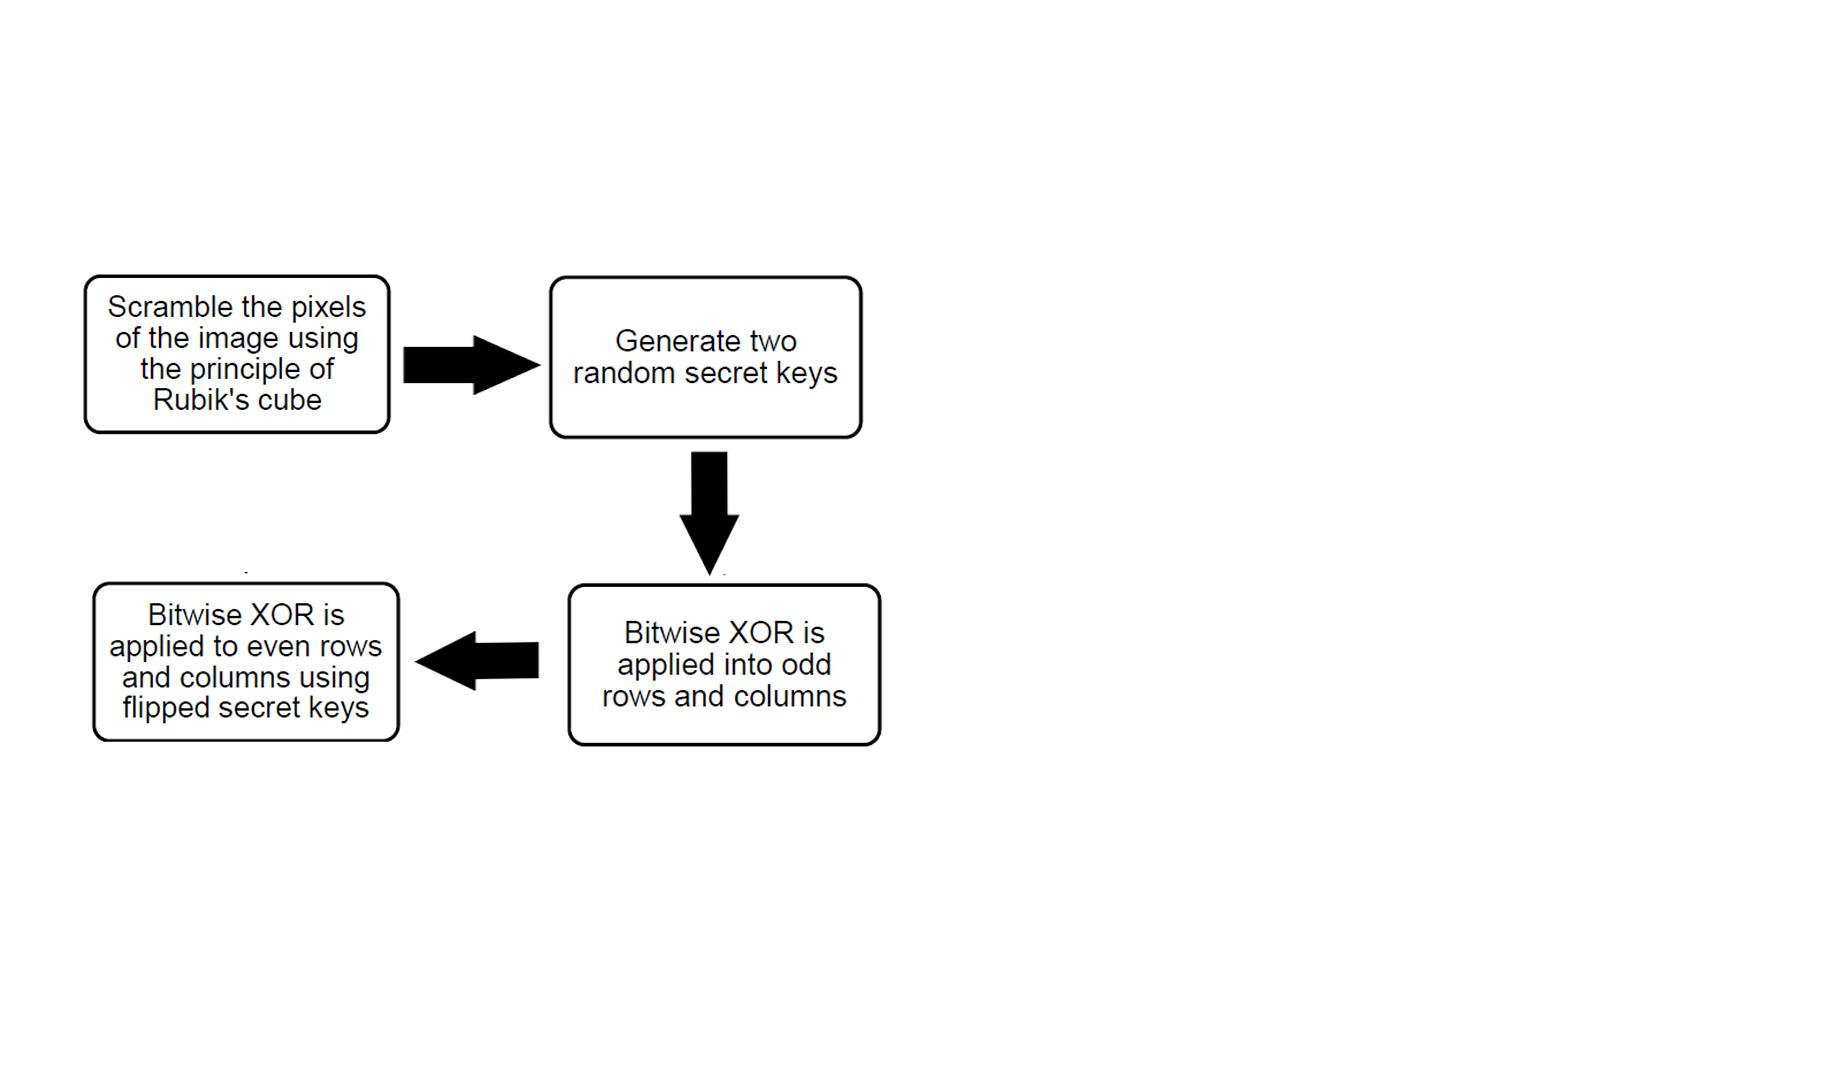 Scramble the pixels
of the image using
the principle of
Rubik's cube
Generate two
random secret keys
Bitwise XOR is
applied into odd
rows and columns
Bitwise XOR is
applied to even rows
and columns using
flipped secret keys